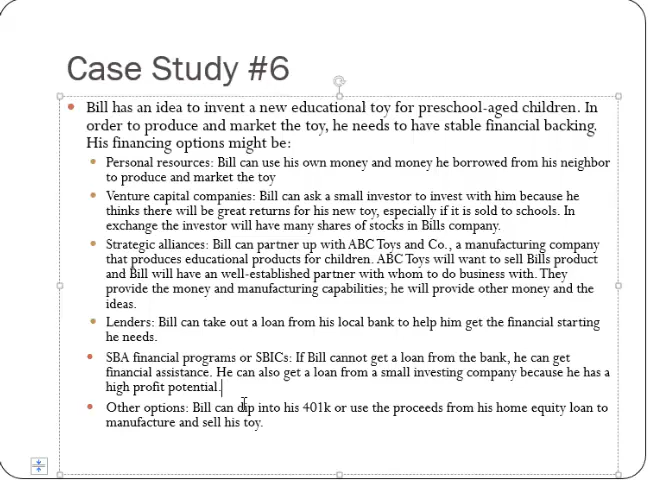 Case Study #6
Bill has an idea to invent a new educational toy for preschool-aged children. In
order to produce and market the toy, he needs to have stable financial backing.
His financing options might be:
Personal resources: Bill can use his own money and money he borrowed from his neighbor
to produce and market the toy
Venture capital companies: Bill can ask a small investor to invest with him because he
thinks there will be great returns for his new toy, especially if it is sold to schools. In
exchange the investor will have many shares of stocks in Bills company.
Strategic alliances: Bill can partner up with ABC Toys and Co., a manufacturing company
that produces educational products for children. ABC Toys will want to sell Bills product
and Bill will have an well-established partner with whom to do business with. They
provide the money and manufacturing capabilities; he will provide other money and the
ideas.
Lenders: Bill can take out a loan from his local bank to help him get the financial starting
he needs.
SBA financial programs or SBICs: If Bill cannot get a loan from the bank, he can get
financial assistance. He can also get a loan from a small investing company because he has a
high profit potential.
Other options: Bill can dip into his 401k or use the proceeds from his home equity loan to
manufacture and sell his toy.